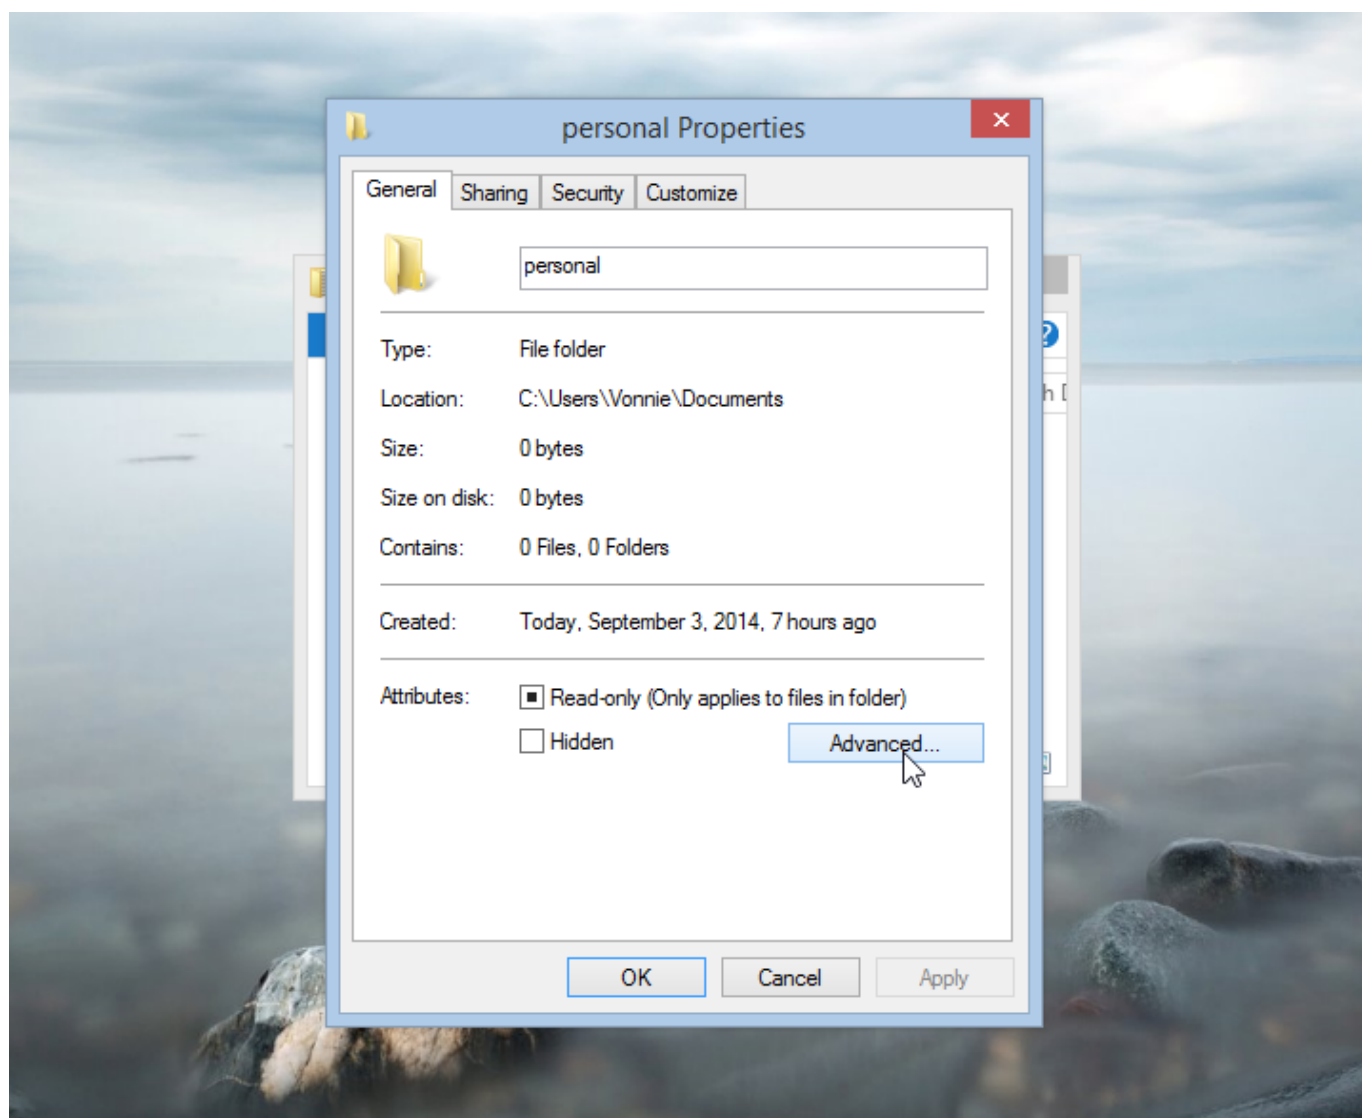 personal Properties
General Sharing Security Customize
personal
Type: File folder
Location: C:\Users\Vonnie\Documents
Size: 0 bytes
Size on disk: 0 bytes
Contains: 0 Files, 0 Folders
Created: Today, September 3, 2014, 7 hours ago
Attributes: Read-only (Only applies to files in folder)
Hidden Advanced...
OK Cancel Apply